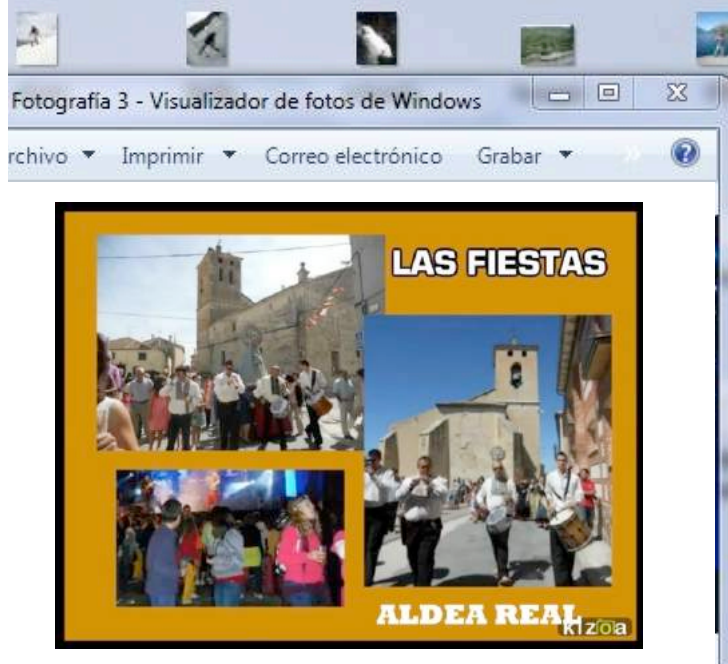 Fotografía 3 - Visualizador de fotos de Windows
rchivo Imprimir Correo electrónico Grabar
LAS FIESTAS
ALDEA REAL
kizoa